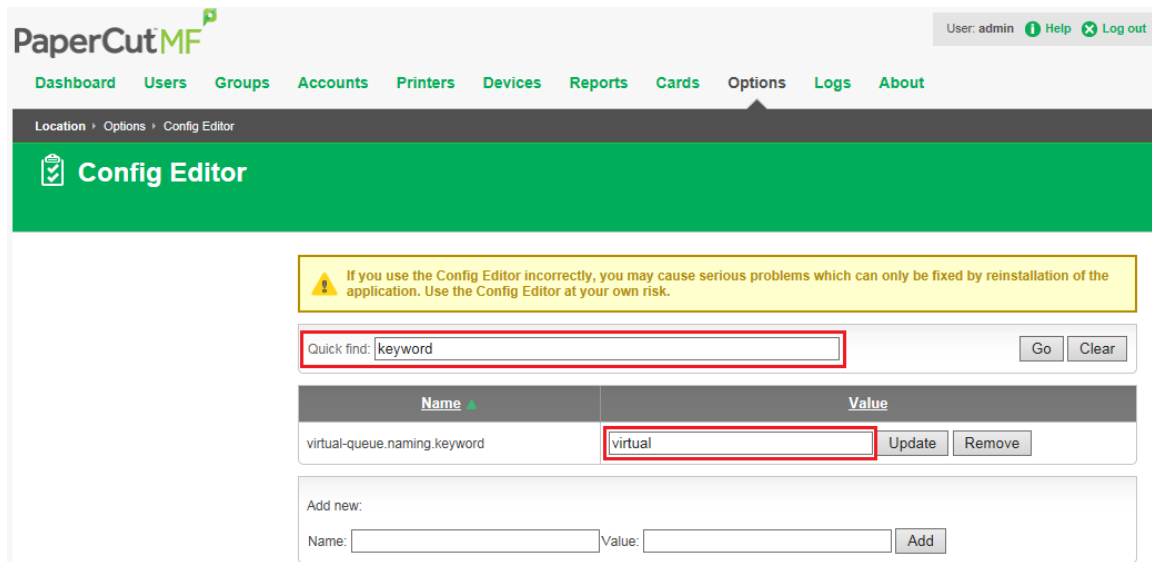 PaperCut MF
User: admin Help Log out
Dashboard Users Groups Accounts Printers Devices Reports Cards Options Logs About
Location › Options › Config Editor
Config Editor
If you use the Config Editor incorrectly, you may cause serious problems which can only be fixed by reinstallation of the
application. Use the Config Editor at your own risk.
Quick find: keyword Go Clear
Name Value
virtual-queue.naming.keyword virtual Update Remove
Add new:
Name: Value: Add